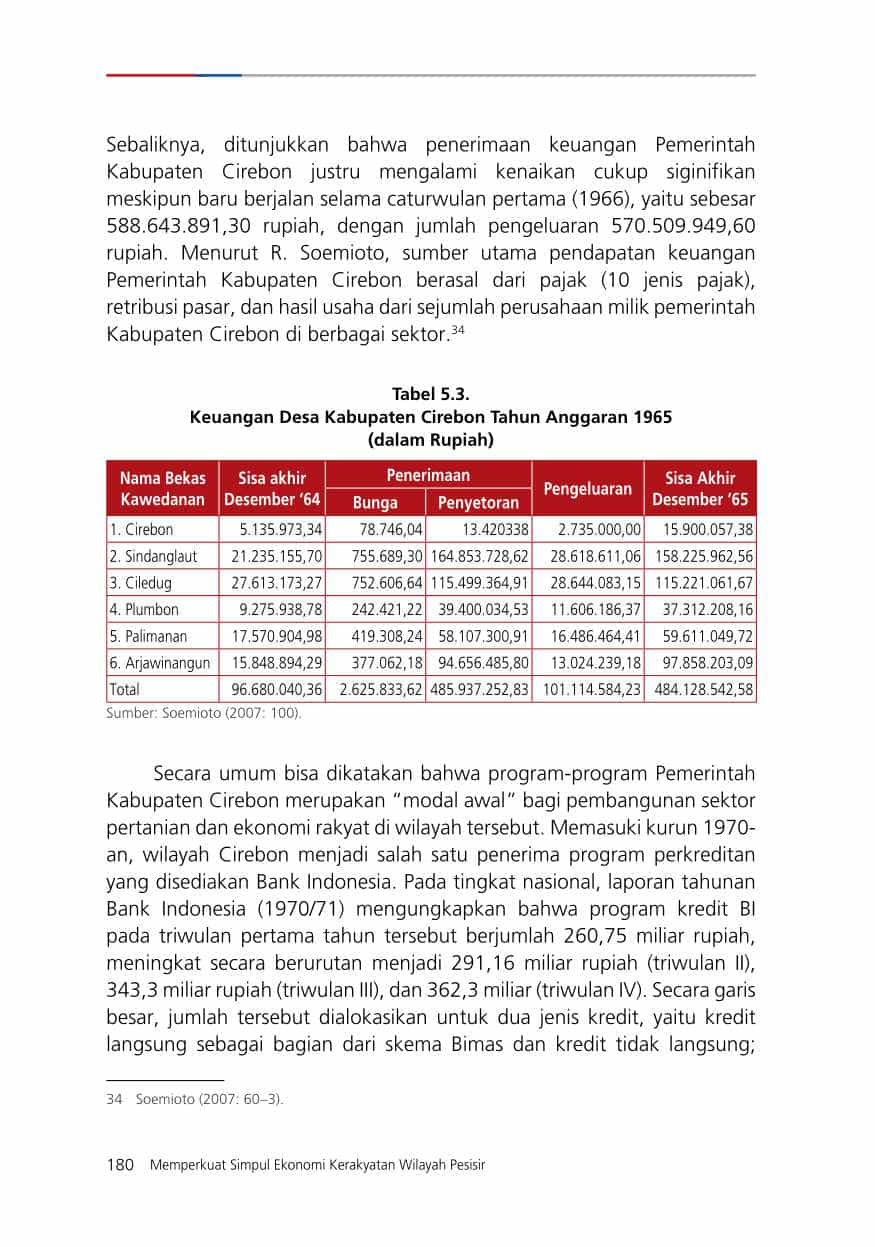 Sebaliknya, ditunjukkan bahwa penerimaan keuangan Pemerintah
Kabupaten Cirebon justru mengalami kenaikan cukup siginifikan
meskipun baru berjalan selama caturwulan pertama (1966), yaitu sebesar
588.643.891,30 rupiah, dengan jumlah pengeluaran 570.509.949,60
rupiah. Menurut R. Soemioto, sumber utama pendapatan keuangan
Pemerintah Kabupaten Cirebon berasal dari pajak (10 jenis pajak),
retribusi pasar, dan hasil usaha dari sejumlah perusahaan milik pemerintah
Kabupaten Cirebon di berbagai sektor.34
Tabel 5.3.
Keuangan Desa Kabupaten Cirebon Tahun Anggaran 1965
(dalam Rupiah)
Nama Bekas Kawedanan Sisa akhir Desember ‘64 Penerimaan Pengeluaran Sisa Akhir Desember ’65
Bunga Penyetoran
1. Cirebon 5.135.973,34 78.746,04 13.420338 2.735.000,00 15.900.057,38
2. Sindanglaut 21.235.155,70 755.689,30 164.853.728,62 28.618.611,06 158.225.962,56
3. Ciledug 27.613.173,27 752.606,64 115.499.364,91 28.644.083,15 115.221.061,67
4. Plumbon 9.275.938,78 242.421,22 39.400.034,53 11.606.186,37 37.312.208,16
5. Palimanan 17.570.904,98 419.308,24 58.107.300,91 16.486.464,41 59.611.049,72
6. Arjawinangun 15.848.894,29 377.062,18 94.656.485,80 13.024.239,18 97.858.203,09
Total 96.680.040,36 2.625.833,62 485.937.252,83 101.114.584,23 484.128.542,58
Sumber: Soemioto (2007: 100).
Secara umum bisa dikatakan bahwa program-program Pemerintah
Kabupaten Cirebon merupakan “modal awal” bagi pembangunan sektor
pertanian dan ekonomi rakyat di wilayah tersebut. Memasuki kurun 1970-
an, wilayah Cirebon menjadi salah satu penerima program perkreditan
yang disediakan Bank Indonesia. Pada tingkat nasional, laporan tahunan
Bank Indonesia (1970/71) mengungkapkan bahwa program kredit BI
pada triwulan pertama tahun tersebut berjumlah 260,75 miliar rupiah,
meningkat secara berurutan menjadi 291,16 miliar rupiah (triwulan II),
343,3 miliar rupiah (triwulan III), dan 362,3 miliar (triwulan IV). Secara garis
besar, jumlah tersebut dialokasikan untuk dua jenis kredit, yaitu kredit
langsung sebagai bagian dari skema Bimas dan kredit tidak langsung;
34 Soemioto (2007: 60–3).
180 Memperkuat Simpul Ekonomi Kerakyatan Wilayah Pesisir